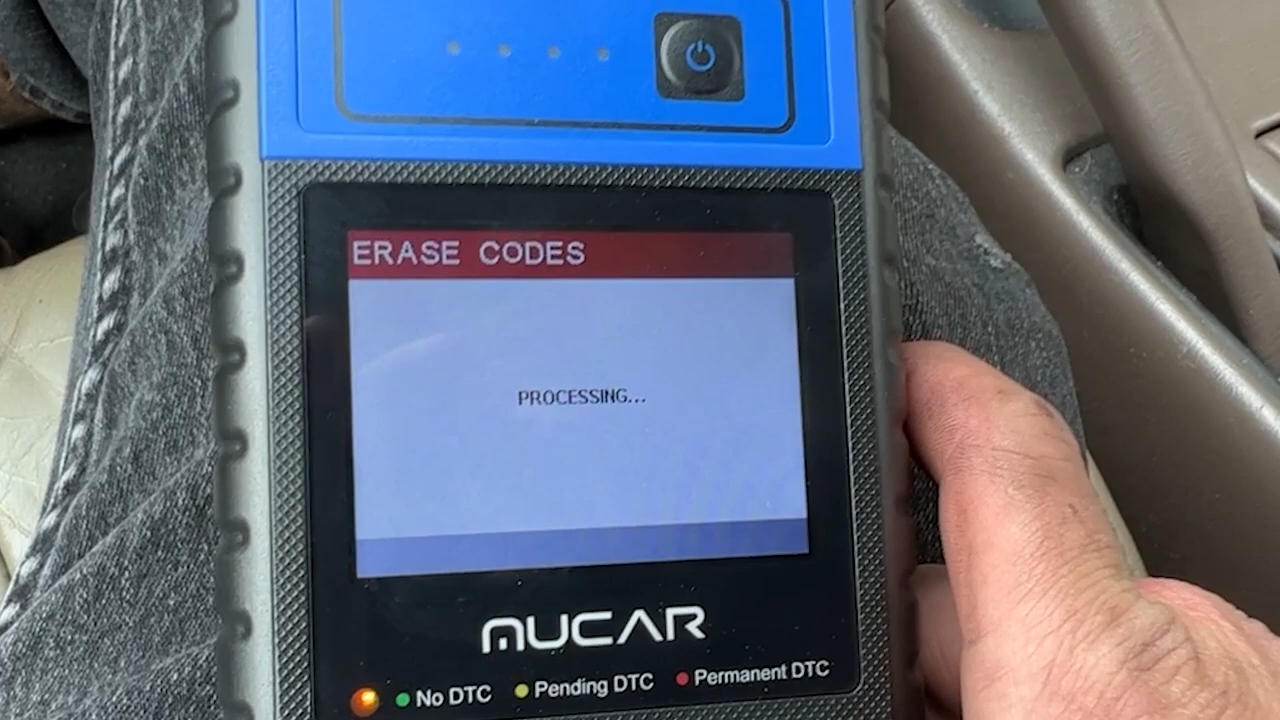 ERASE CODES
PROCESSING...
MUCAR
No DTC Pending DTC Permanent DTC